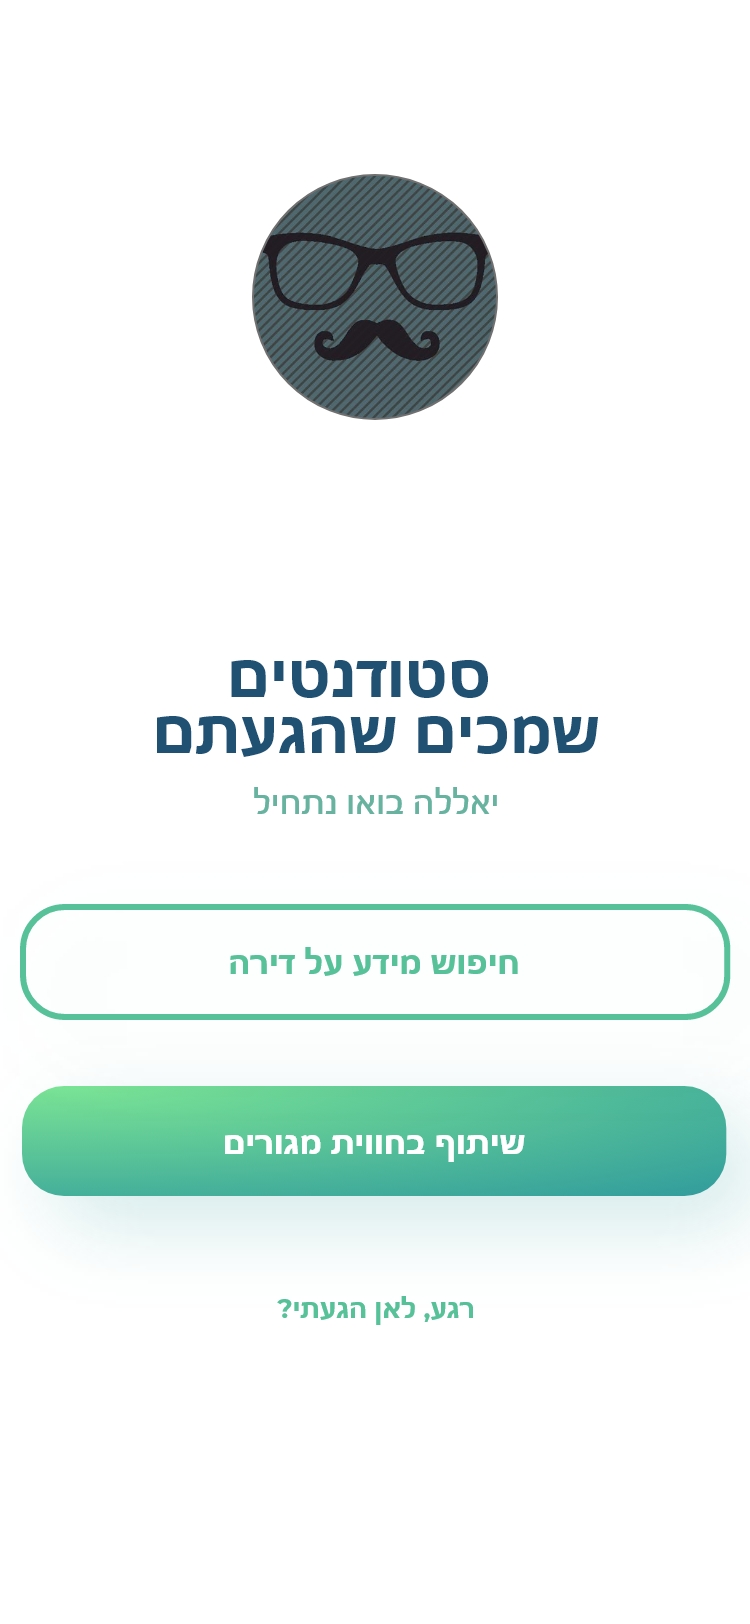 סטודנטים
שמכים שהגעתם
יאללה בואו נתחיל
חיפוש מידע על דירה
שיתוף בחווית מגורים
רגע, לאן הגעתי?